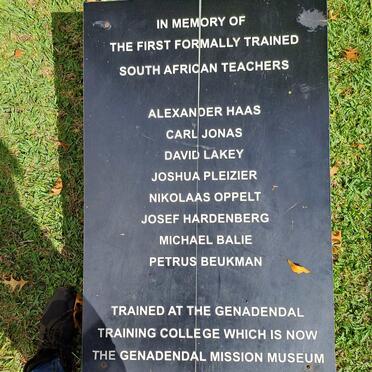 IN MEMORY OF
THE FIRST FORMALLY TRAINED
SOUTH AFRICAN TEACHERS
ALEXANDER HAAS
CARL JONAS
DAVID LAKEY
JOSHUA PLEIZIER
NIKOLAAS OPPELT
JOSEF HARDENBERG
MICHAEL BALIE
PETRUS BEUKMAN
TRAINED AT THE GENADENDAL
TRAINING COLLEGE WHICH IS NOW
THE GENADENDAL MISSION MUSEUM